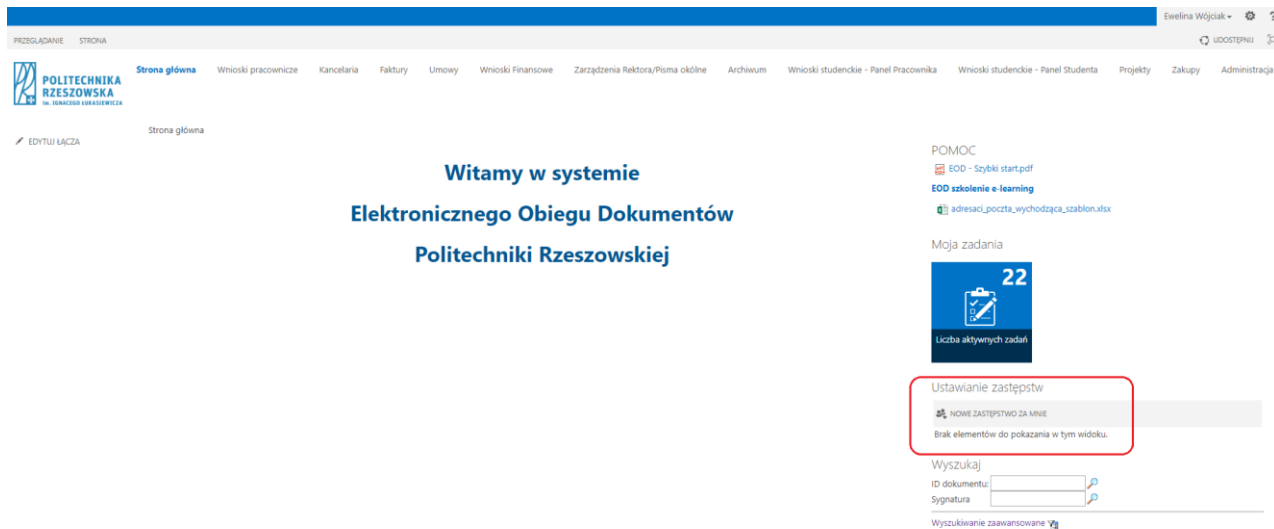 Ewelina Wójciak
?
PRZEGLĄDANIE STRONA
UDOSTĘPNIJ
POLITECHNIKA
RZESZOWSKA
im. IGNACEGO ŁUKASIEWICZA
Strona główna Wnioski pracownicze Kancelaria Faktury Umowy Wnioski Finansowe Zarządzenia Rektora/Pisma okólne Archiwum Wnioski studenckie - Panel Pracownika Wnioski studenckie - Panel Studenta Projekty Zakupy Administracja
EDYTUJ ŁĄCZA
Strona główna
Witamy w systemie
Elektronicznego Obiegu Dokumentów
Politechniki Rzeszowskiej
POMOC
EOD - Szybki start.pdf
EOD szkolenie e-learning
adresaci_poczta_wychodząca_szablon.xlsx
Moja zadania
22
Liczba aktywnych zadań
Ustawianie zastępstw
NOWE ZASTĘPSTWO ZA MNIE
Brak elementów do pokazania w tym widoku.
Wyszukaj
ID dokumentu:
Sygnatura
Wyszukiwanie zaawansowane